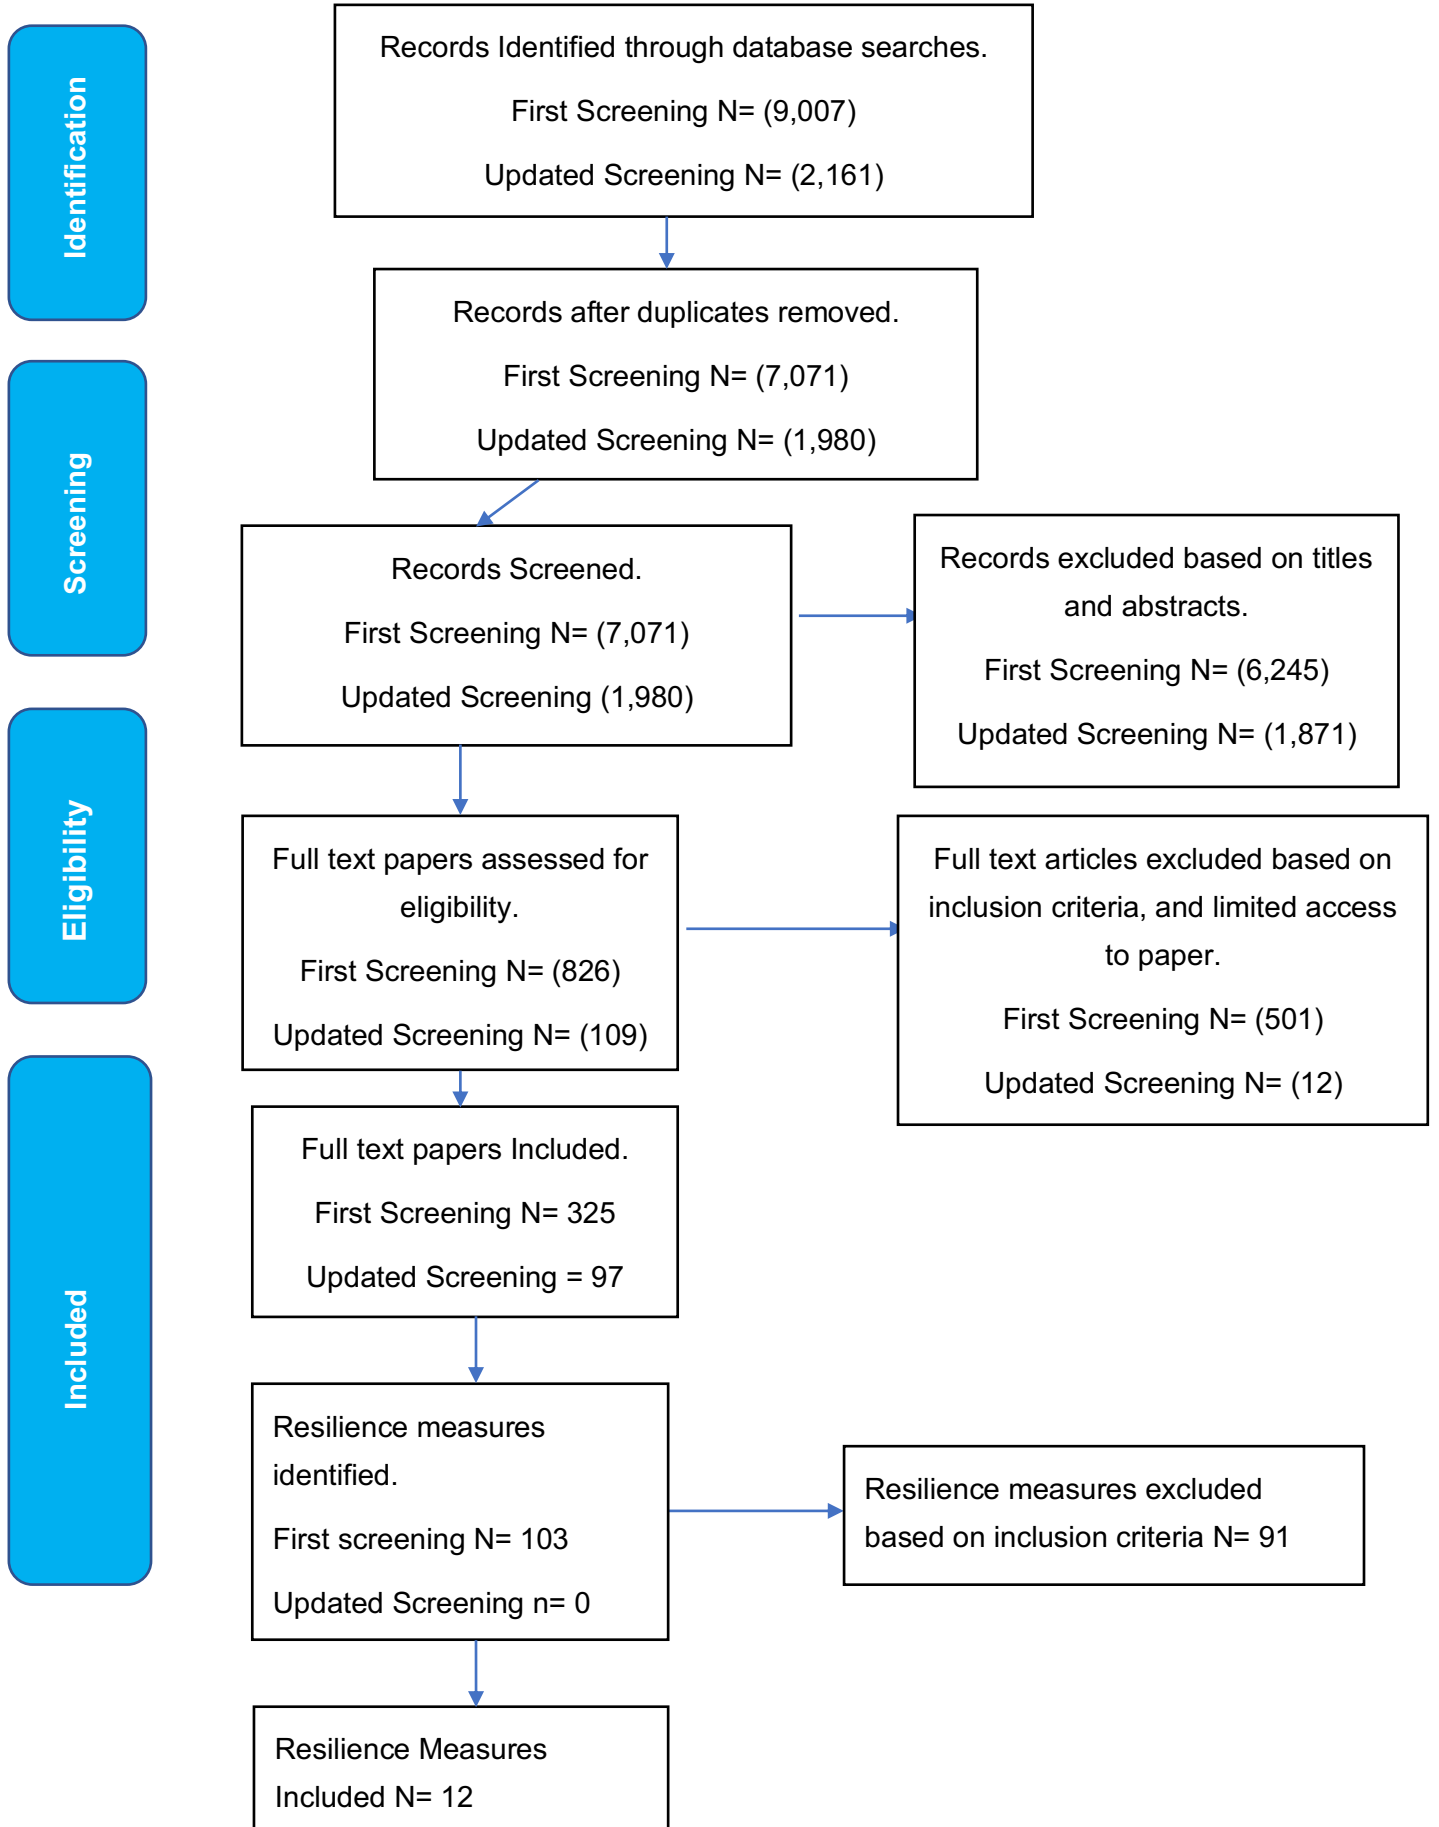 Identification
Records Identified through database searches.
First Screening N= (9,007)
Updated Screening N= (2,161)
Records after duplicates removed.
First Screening N= (7,071)
Updated Screening N= (1,980)
Screening
Records Screened.
First Screening N= (7,071)
Updated Screening (1,980)
Records excluded based on titles
and abstracts.
First Screening N= (6,245)
Updated Screening N= (1,871)
Eligibility
Full text papers assessed for
eligibility.
First Screening N= (826)
Updated Screening N= (109)
Full text articles excluded based on
inclusion criteria, and limited access
to paper.
First Screening N= (501)
Updated Screening N= (12)
Included
Full text papers Included.
First Screening N= 325
Updated Screening = 97
Resilience measures
identified.
First screening N= 103
Updated Screening n= 0
Resilience measures excluded
based on inclusion criteria N= 91
Resilience Measures
Included N= 12